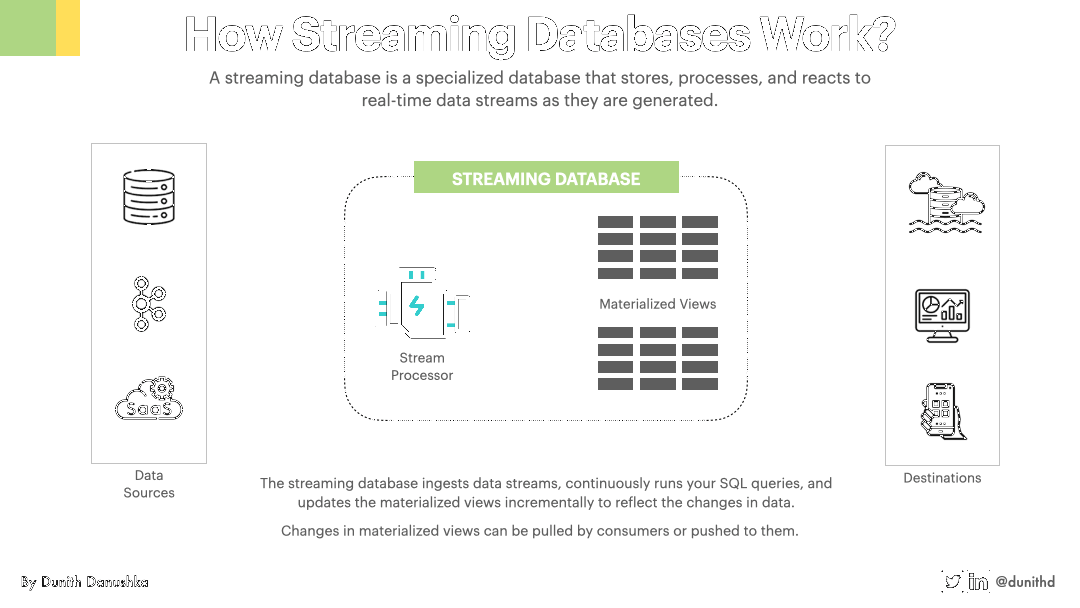 How Streaming Databases Work?
A streaming database is a specialized database that stores, processes, and reacts to
real-time data streams as they are generated.
STREAMING DATABASE
SaaS
Materialized Views
Stream
Processor
Data
Sources
Destinations
The streaming database ingests data streams, continuously runs your SQL queries, and
updates the materialized views incrementally to reflect the changes in data.
Changes in materialized views can be pulled by consumers or pushed to them.
By Dunith Danushka
in @dunithd